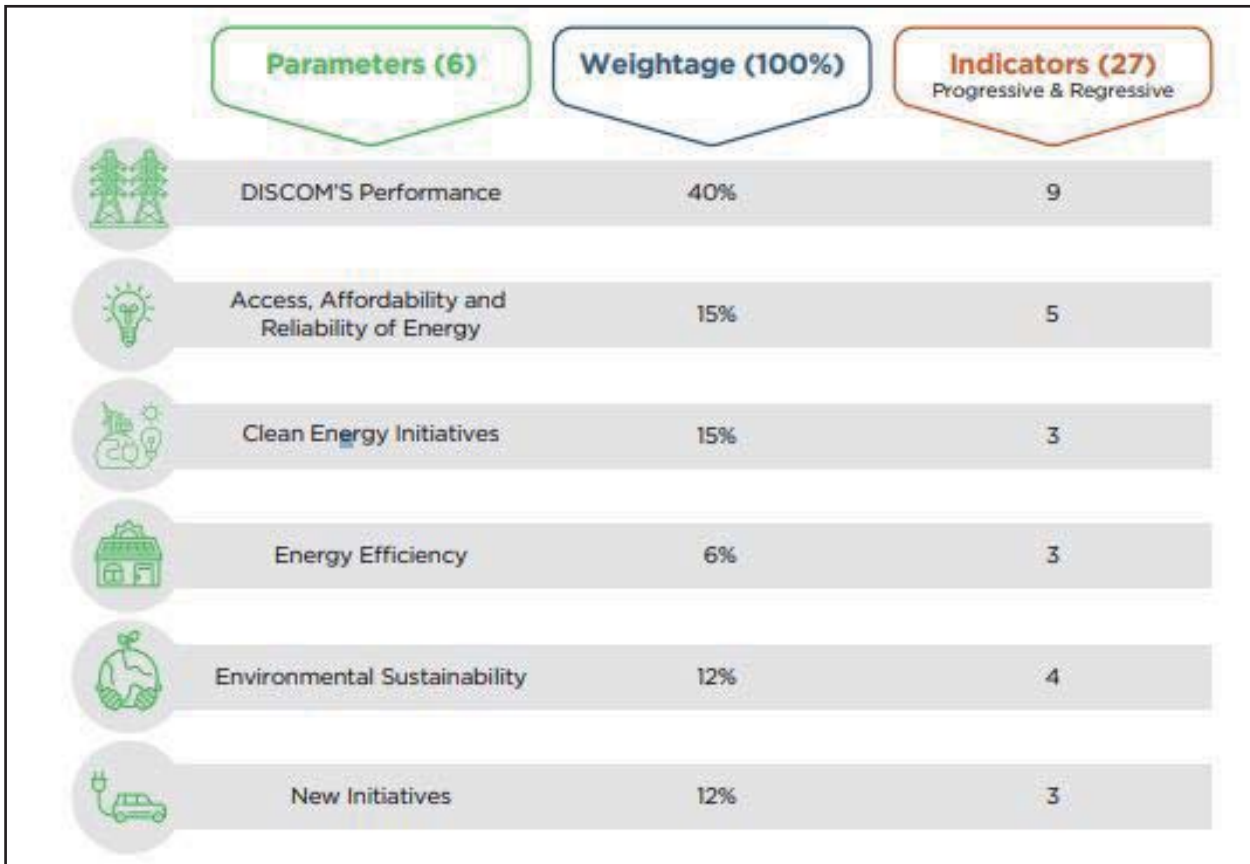 Parameters (6)
Weightage (100%)
Indicators (27)
Progressive & Regressive
DISCOM'S Performance
40%
9
Access, Affordability and
Reliability of Energy
15%
5
Clean Energy Initiatives
15%
3
Energy Efficiency
6%
3
Environmental Sustainability
12%
4
New Initiatives
12%
3